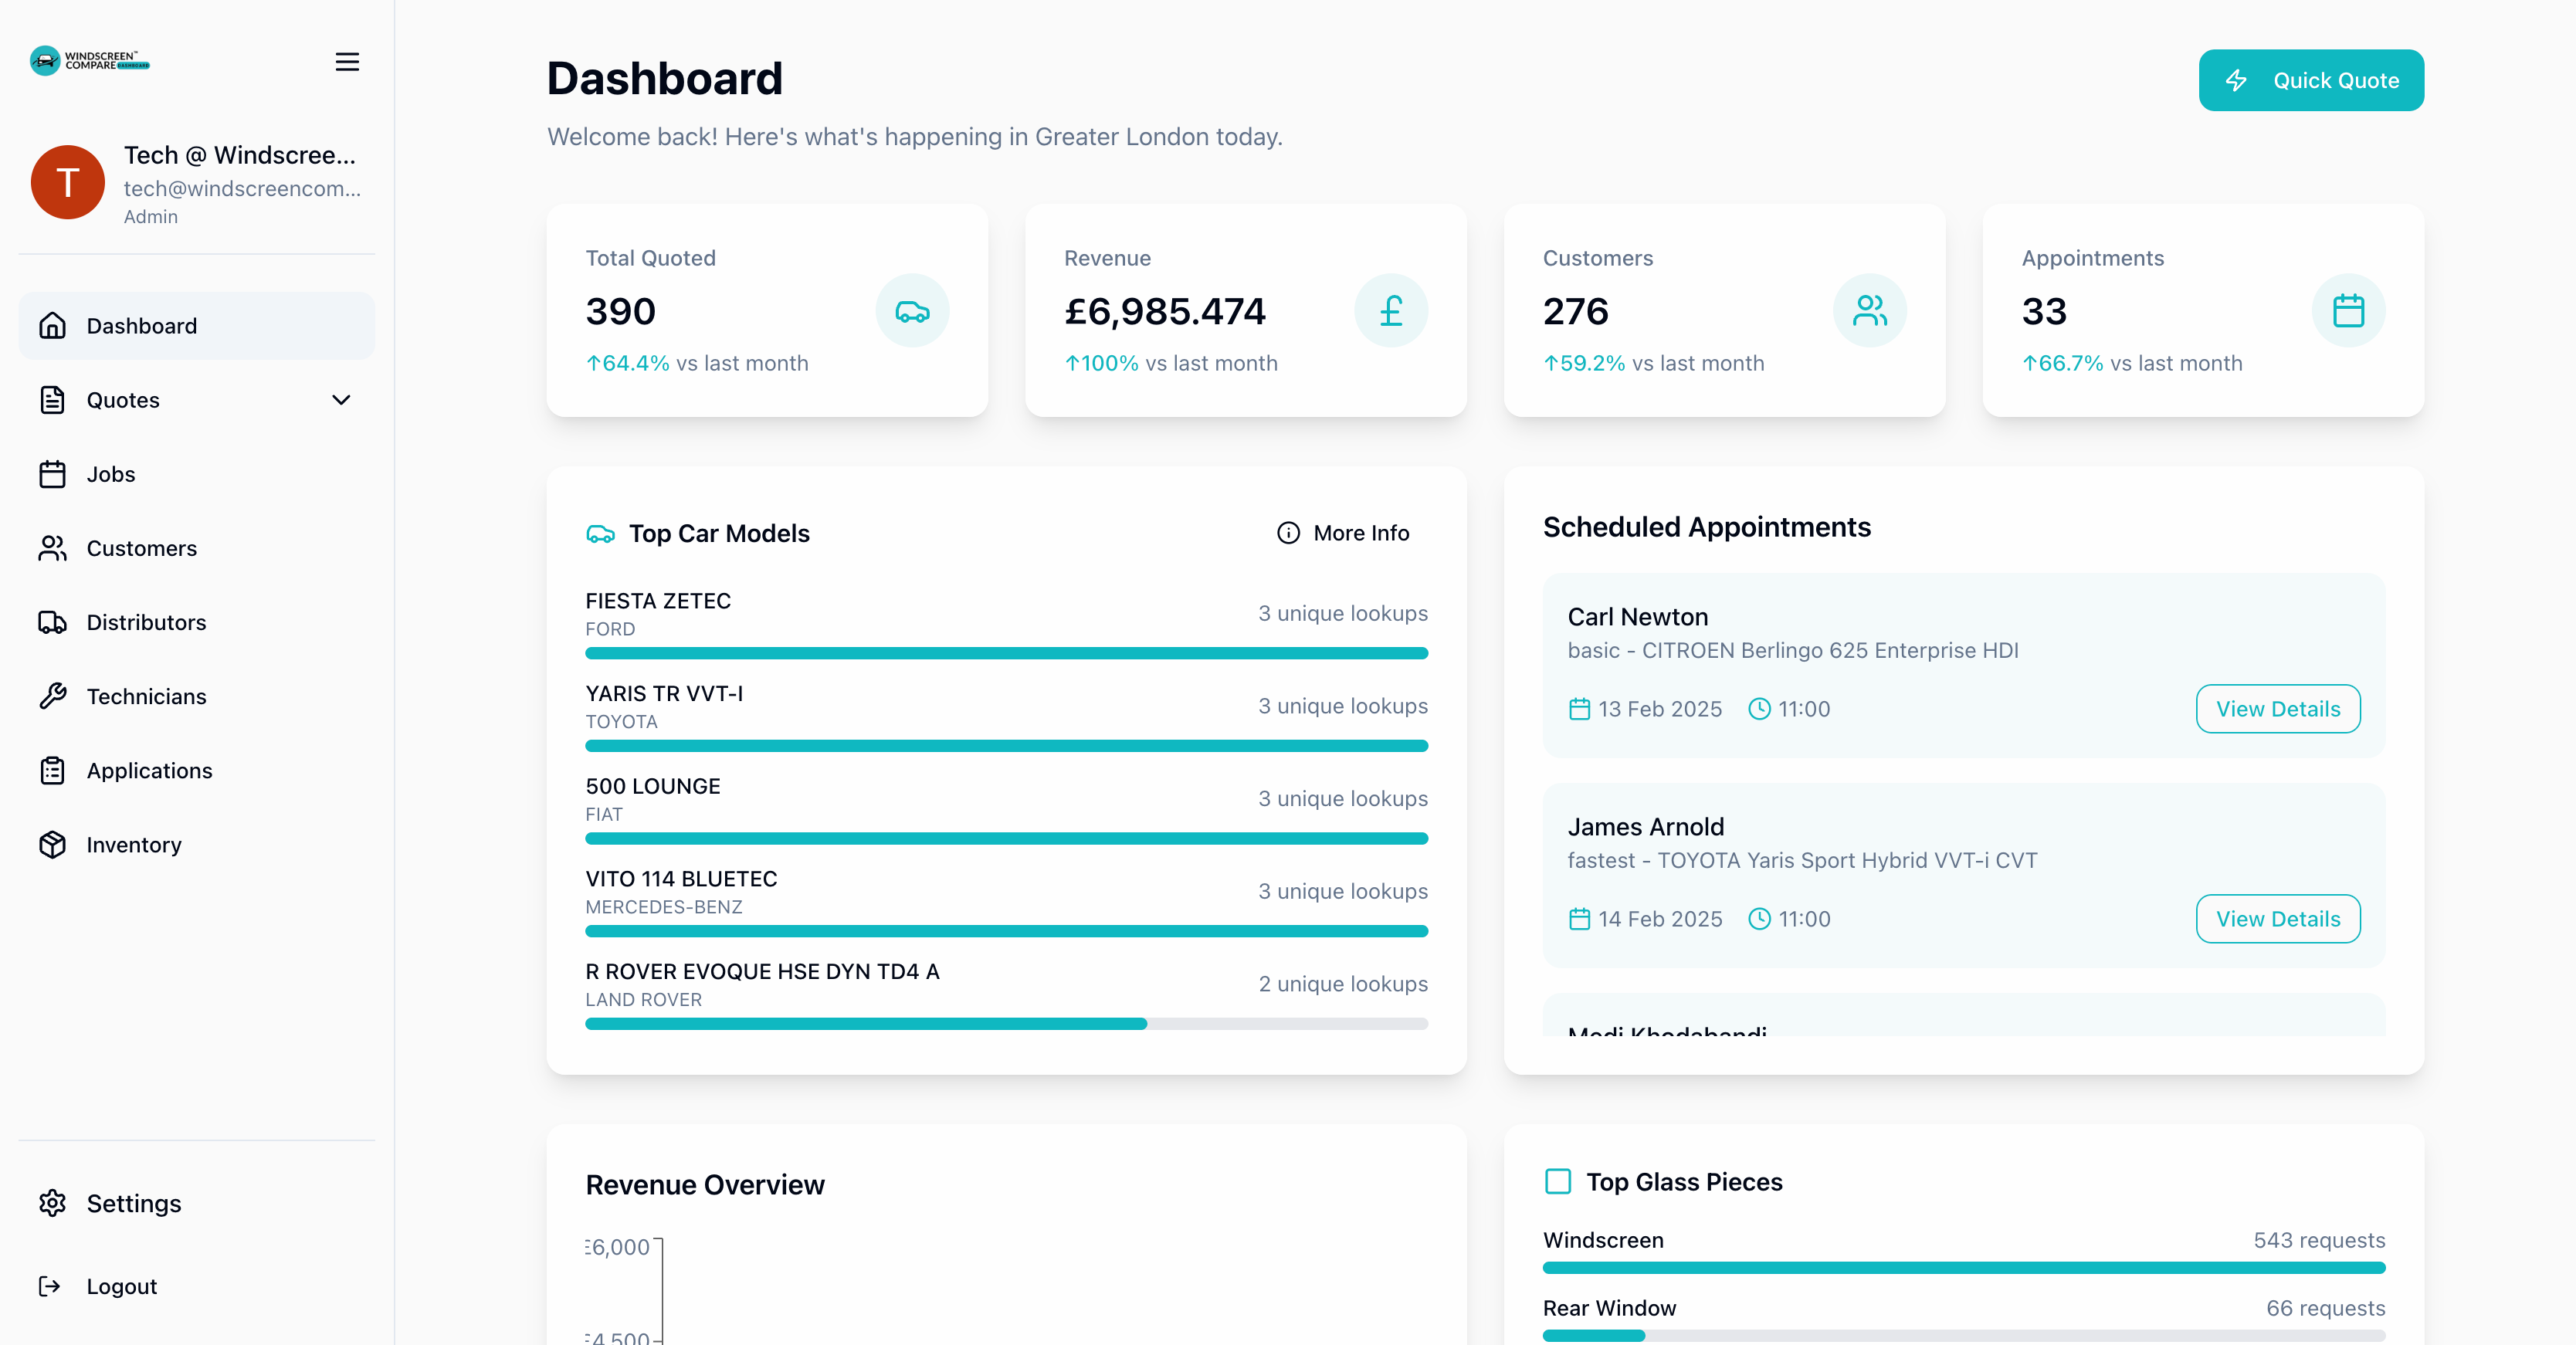 WINDSCREEN™
COMPARE DASHBOARD
T
Tech @ Windscree...
tech@windscreencom...
Admin
Dashboard
Quotes
Jobs
Customers
Distributors
Technicians
Applications
Inventory
Settings
Logout
Dashboard
Welcome back! Here's what's happening in Greater London today.
Quick Quote
Total Quoted
390
↑64.4% vs last month
Revenue
£6,985.474
↑100% vs last month
Customers
276
↑59.2% vs last month
Appointments
33
↑66.7% vs last month
Top Car Models
More Info
FIESTA ZETEC
FORD
3 unique lookups
YARIS TR VVT-I
TOYOTA
3 unique lookups
500 LOUNGE
FIAT
3 unique lookups
VITO 114 BLUETEC
MERCEDES-BENZ
3 unique lookups
R ROVER EVOQUE HSE DYN TD4 A
LAND ROVER
2 unique lookups
Scheduled Appointments
Carl Newton
basic - CITROEN Berlingo 625 Enterprise HDI
13 Feb 2025
11:00
View Details
James Arnold
fastest - TOYOTA Yaris Sport Hybrid VVT-i CVT
14 Feb 2025
11:00
View Details
Medi Khodabandi
Revenue Overview
£6,000
£4,500
Top Glass Pieces
Windscreen
543 requests
Rear Window
66 requests